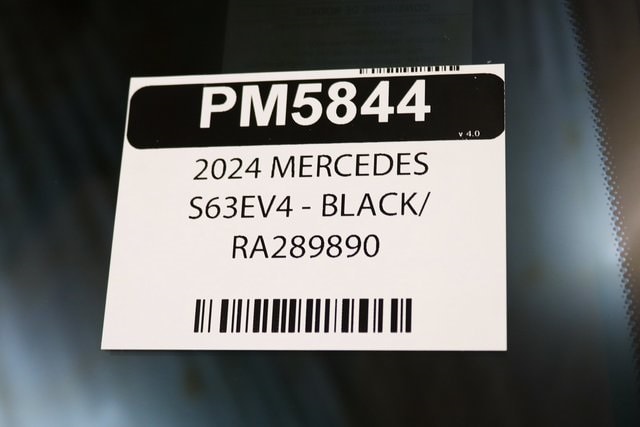 PM5844
v 4.0
2024 MERCEDES
S63EV4 - BLACK/
RA289890